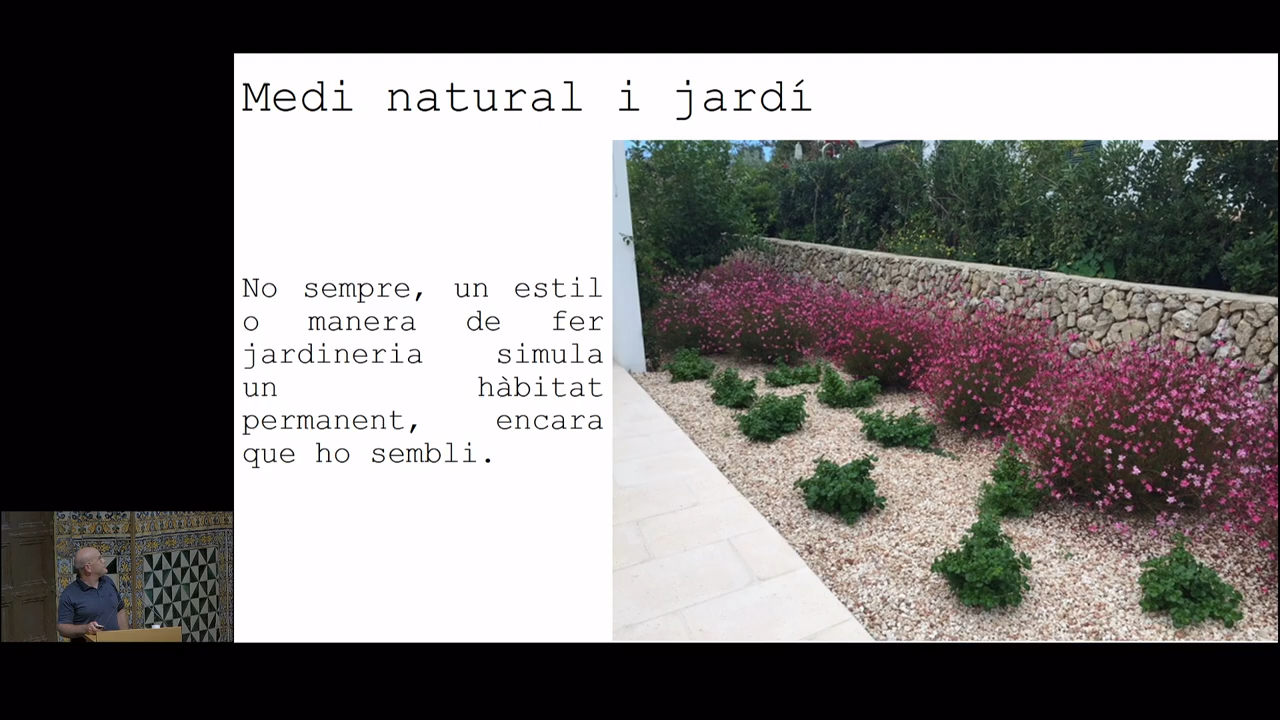 Medi natural i jardí
No sempre, un estil
o manera de fer
jardineria simula
un hàbitat
permanent, encara
que ho sembli.